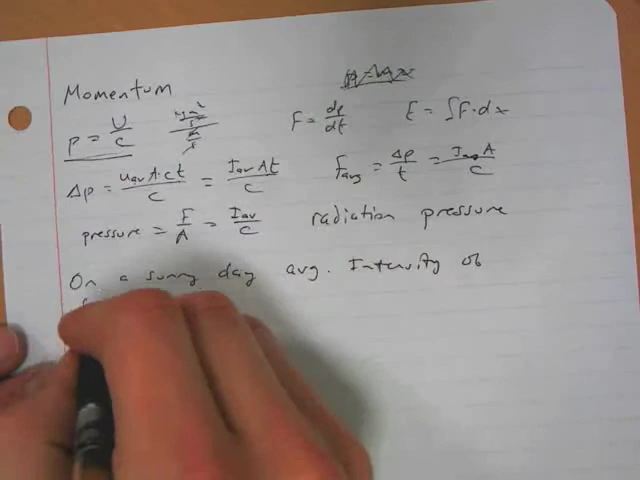 Momentum
p = U/c
F = dp/dt E = ∫F·dx
Δp = u_av A·ct/c = I_av At/c F_avg = Δp/t = I_av A/c
pressure = F/A = I_av/c radiation pressure
On a sunny day avg. Intensity of